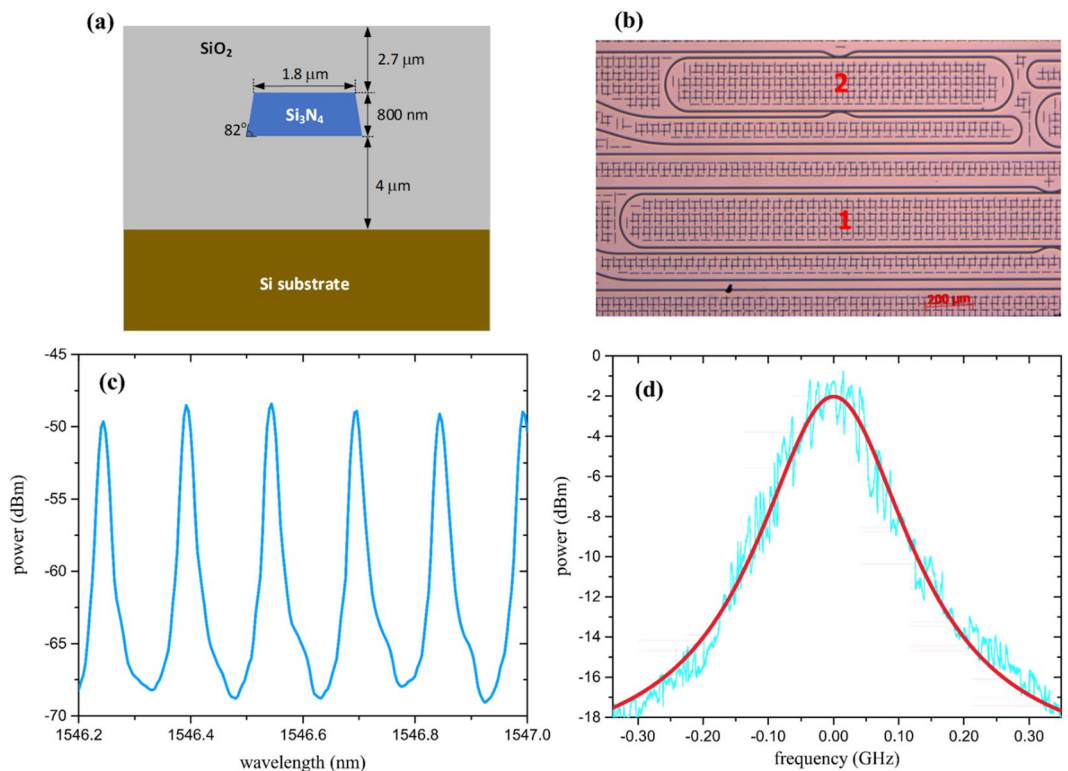 (a)
SiO2
2.7 μm
1.8 μm
Si3N4
800 nm
82°
4 μm
Si substrate
(b)
2
1
200 μm
(c)
-45
-50
-55
-60
-65
-70
1546.2 1546.4 1546.6 1546.8 1547.0
power (dBm)
wavelength (nm)
(d)
0
-2
-4
-6
-8
-10
-12
-14
-16
-18
-0.30 -0.20 -0.10 -0.00 0.10 0.20 0.30
power (dBm)
frequency (GHz)